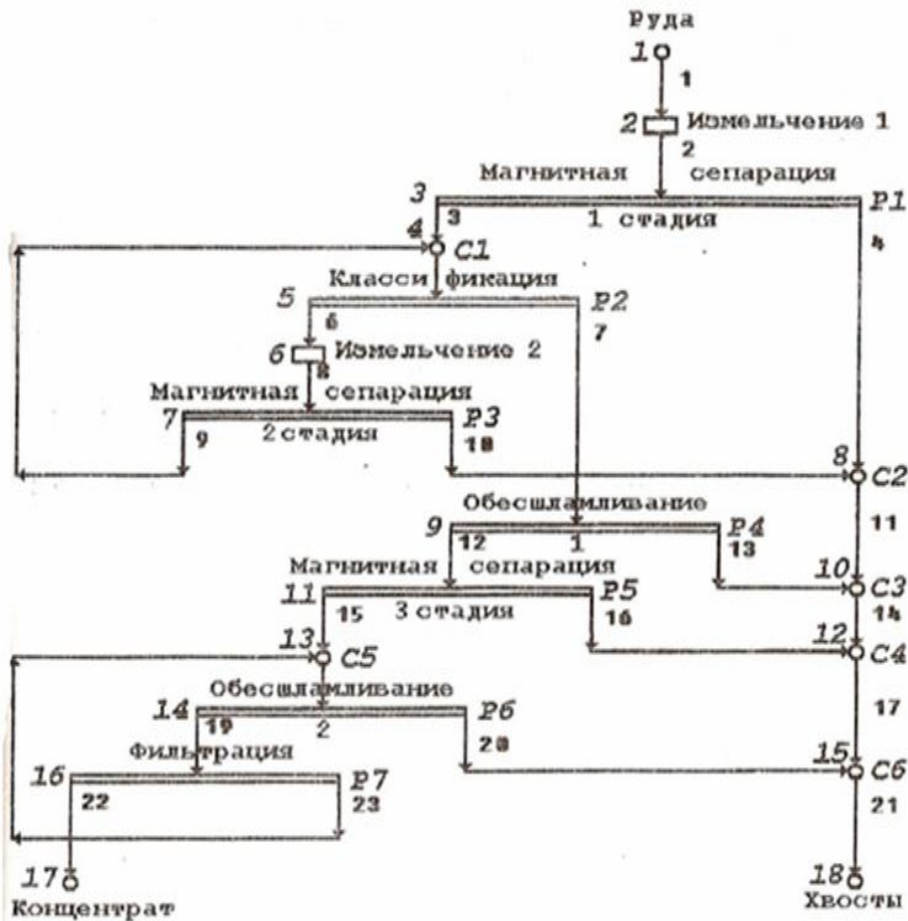 Руда
1
1
2 Измельчение 1
2
Магнитная сепарация
3 P1
3 1 стадия 4
4 C1
Класси фикация
5 P2
6 7
6 Измельчение 2
8
Магнитная сепарация
7 P3
9 2 стадия 10
8 C2
Обесшламливание 11
9 P4
12 1 13
Магнитная сепарация 10 C3
11 P5
15 3 стадия 16 14
13 C5 12 C4
Обесшламливание
14 P6 17
19 2 20
Фильтрация 15 C6
16 P7
22 23 21
17 18
Концентрат Хвосты